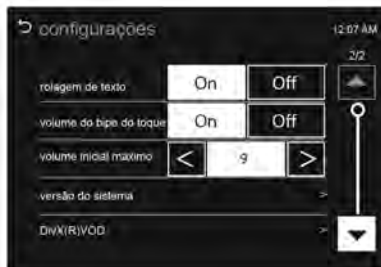 configurações
12:07 AM
2/2
rolagem de texto On Off
volume do bipe do toque On Off
volume inicial maximo < 9 >
versão do sistema >
DivX(R)VOD >